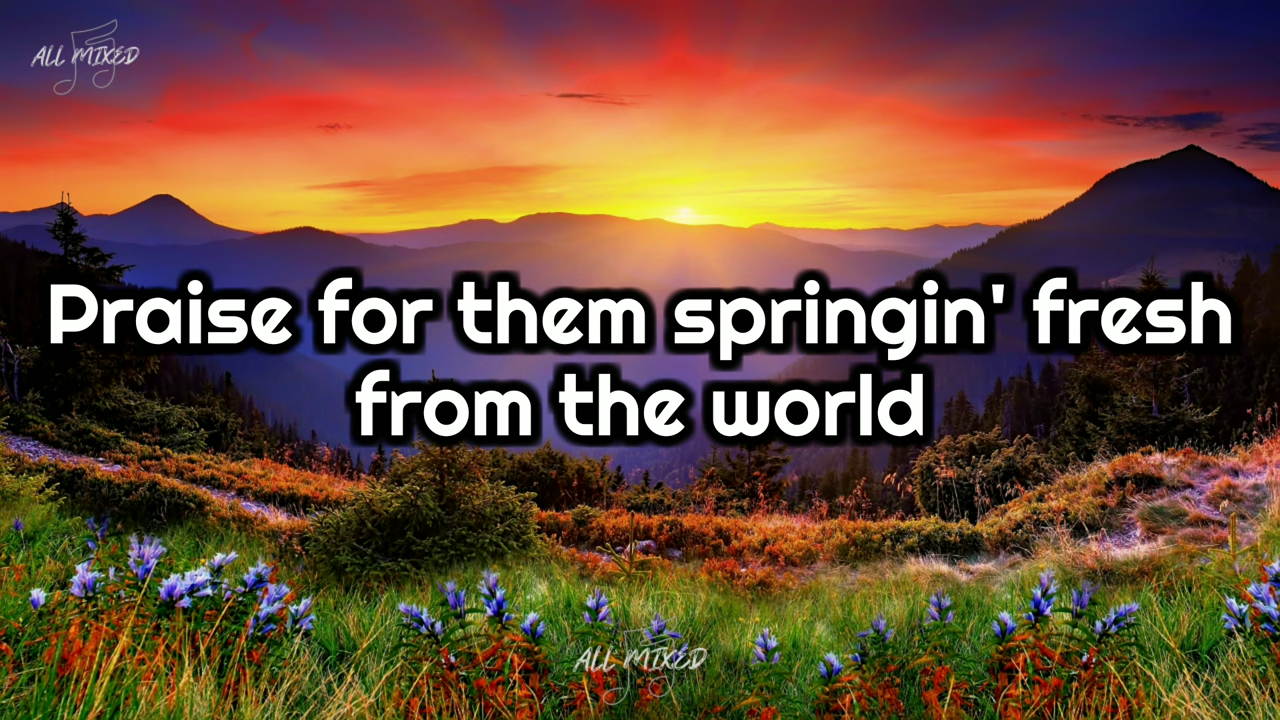 ALL MIXED
Praise for them springin' fresh
from the world
ALL MIXED